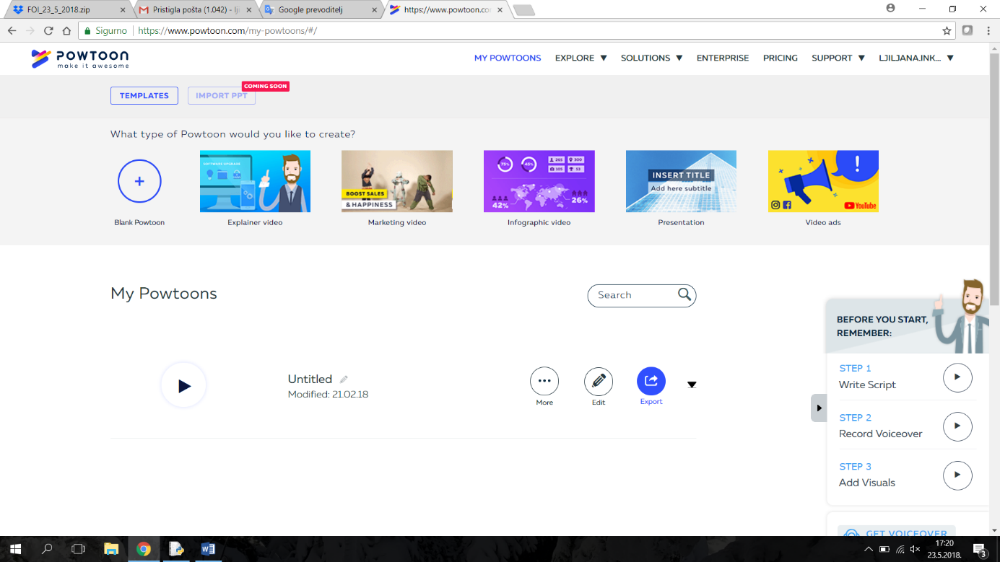 FOI_23_5_2018.zip
Pristigla pošta (1.042) - lj
Google prevoditelj
https://www.powtoon.co
Sigurno
https://www.powtoon.com/my-powtoons/#/
POWTOON
make it awesome
MY POWTOONS
EXPLORE
SOLUTIONS
ENTERPRISE
PRICING
SUPPORT
LJILJANA.INK...
COMING SOON
TEMPLATES
IMPORT PPT
What type of Powtoon would you like to create?
SOFTWARE UPGRADE
BOOST SALES
& HAPPINESS
75%
45%
265
300
105
53
42%
26%
INSERT TITLE
Add here subtitle
YouTube
Blank Powtoon
Explainer video
Marketing video
Infographic video
Presentation
Video ads
My Powtoons
Search
BEFORE YOU START,
REMEMBER:
STEP 1
Write Script
STEP 2
Record Voiceover
STEP 3
Add Visuals
Untitled
Modified: 21.02.18
More
Edit
Export
GET VOICEOVER
17:20
23.5.2018.
3